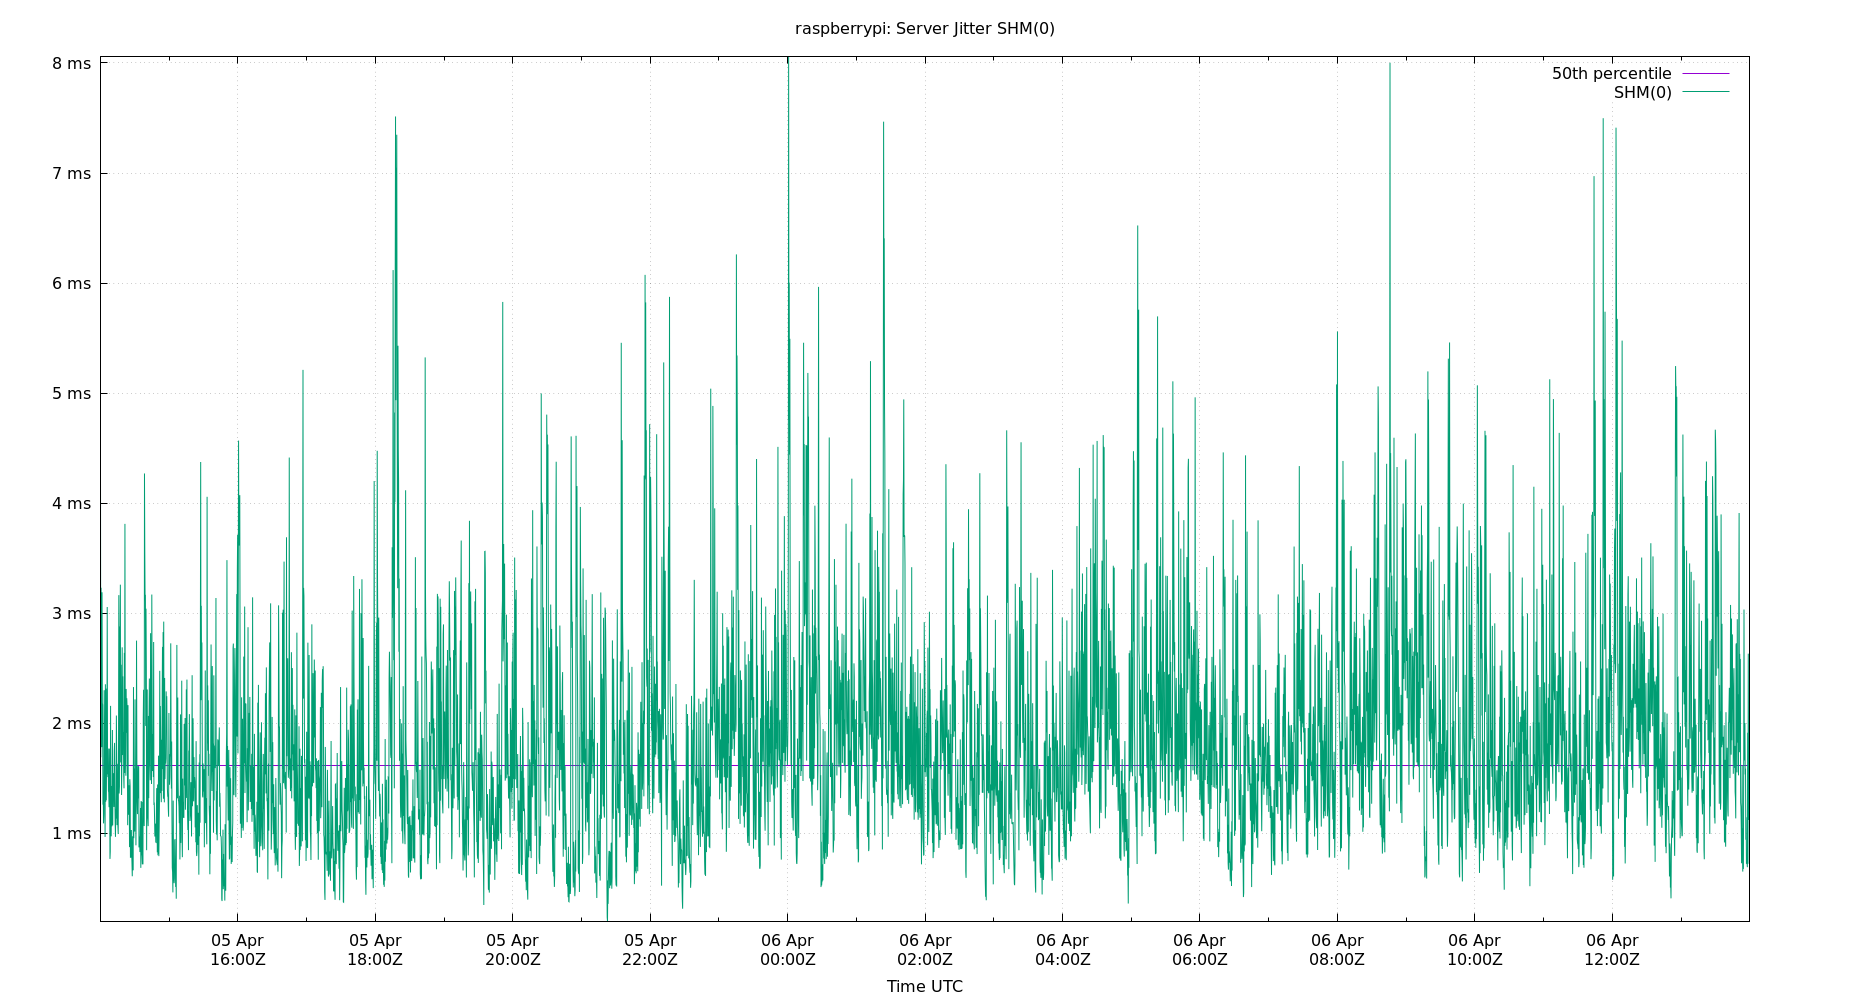 raspberrypi: Server Jitter SHM(0)
8 ms
7 ms
6 ms
5 ms
4 ms
3 ms
2 ms
1 ms
50th percentile
SHM(0)
05 Apr 05 Apr 05 Apr 05 Apr 06 Apr 06 Apr 06 Apr 06 Apr 06 Apr 06 Apr 06 Apr
16:00Z 18:00Z 20:00Z 22:00Z 00:00Z 02:00Z 04:00Z 06:00Z 08:00Z 10:00Z 12:00Z
Time UTC